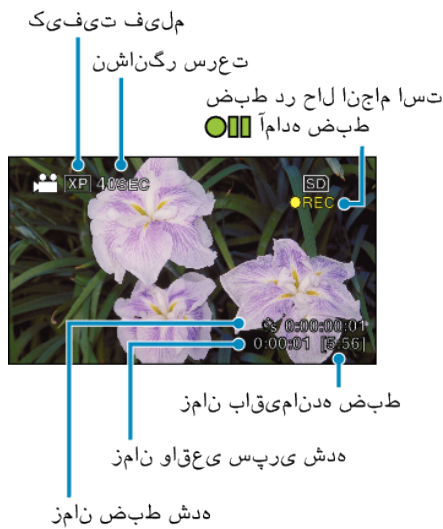 ملیف تیفیک
تعرس رگناشن
تسا ماجنا لاح رد طبض
طبض هدامآ
XP 40SEC
SD
●REC
0:00:00:01
0:00:01 [5:56]
طبض هدنامیقاب نامز
هدش یرپس یعقاو نامز
هدش طبض نامز